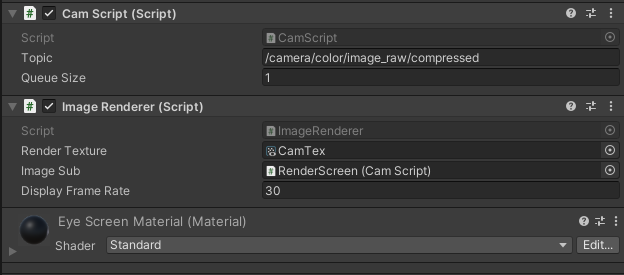 Cam Script (Script)
Script CamScript
Topic /camera/color/image_raw/compressed
Queue Size 1
Image Renderer (Script)
Script ImageRenderer
Render Texture CamTex
Image Sub RenderScreen (Cam Script)
Display Frame Rate 30
Eye Screen Material (Material)
Shader Standard Edit...